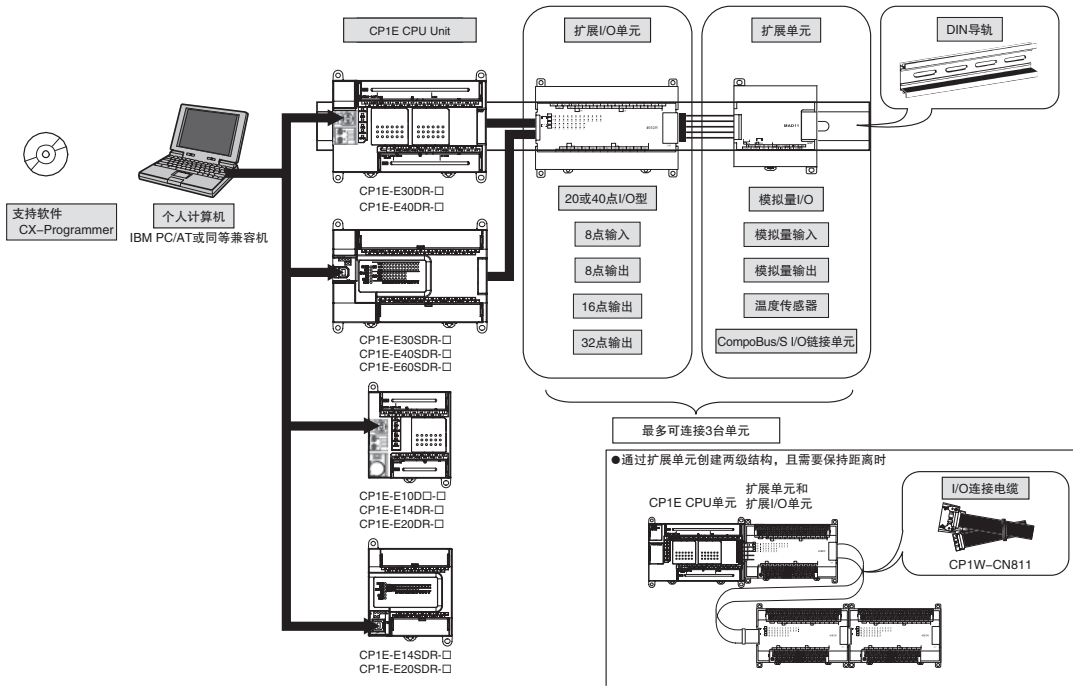 CP1E CPU Unit
扩展I/O单元
扩展单元
DIN导轨
MAD11
CP1E-E30DR-□
CP1E-E40DR-□
支持软件
CX-Programmer
个人计算机
IBM PC/AT或同等兼容机
20或40点I/O型
8点输入
8点输出
16点输出
32点输出
模拟量I/O
模拟量输入
模拟量输出
温度传感器
CompoBus/S I/O链接单元
CP1E-E30SDR-□
CP1E-E40SDR-□
CP1E-E60SDR-□
最多可连接3台单元
CP1E-E10D□-□
CP1E-E14DR-□
CP1E-E20DR-□
CP1E-E14SDR-□
CP1E-E20SDR-□
●通过扩展单元创建两级结构，且需要保持距离时
CP1E CPU单元
扩展单元和
扩展I/O单元
I/O连接电缆
CP1W-CN811